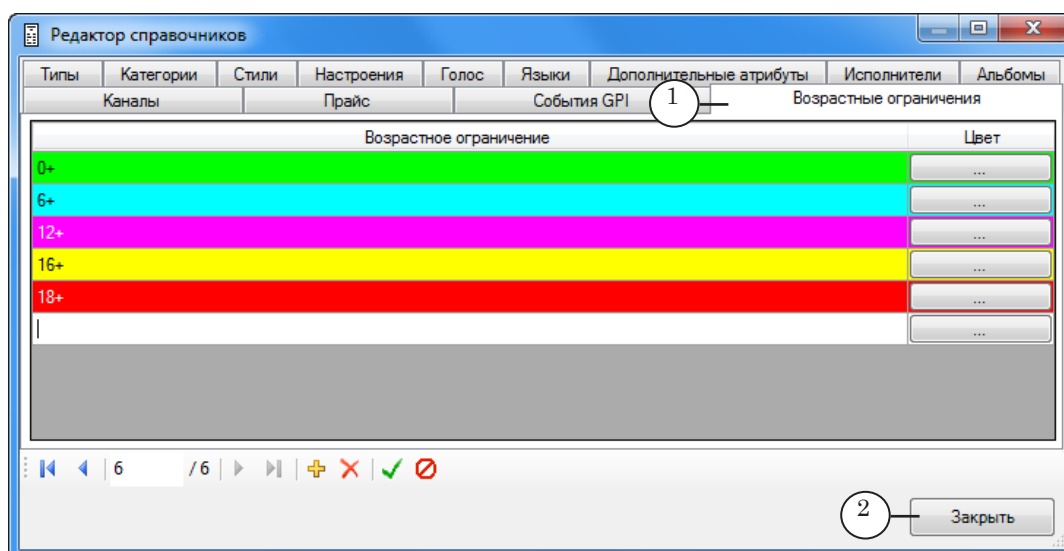 Редактор справочников
Типы Категории Стили Настроения Голос Языки Дополнительные атрибуты Исполнители Альбомы
Каналы Прайс События GPI 1 Возрастные ограничения
Возрастное ограничение Цвет
0+ ...
6+ ...
12+ ...
16+ ...
18+ ...
...
6 / 6
2 Закрыть